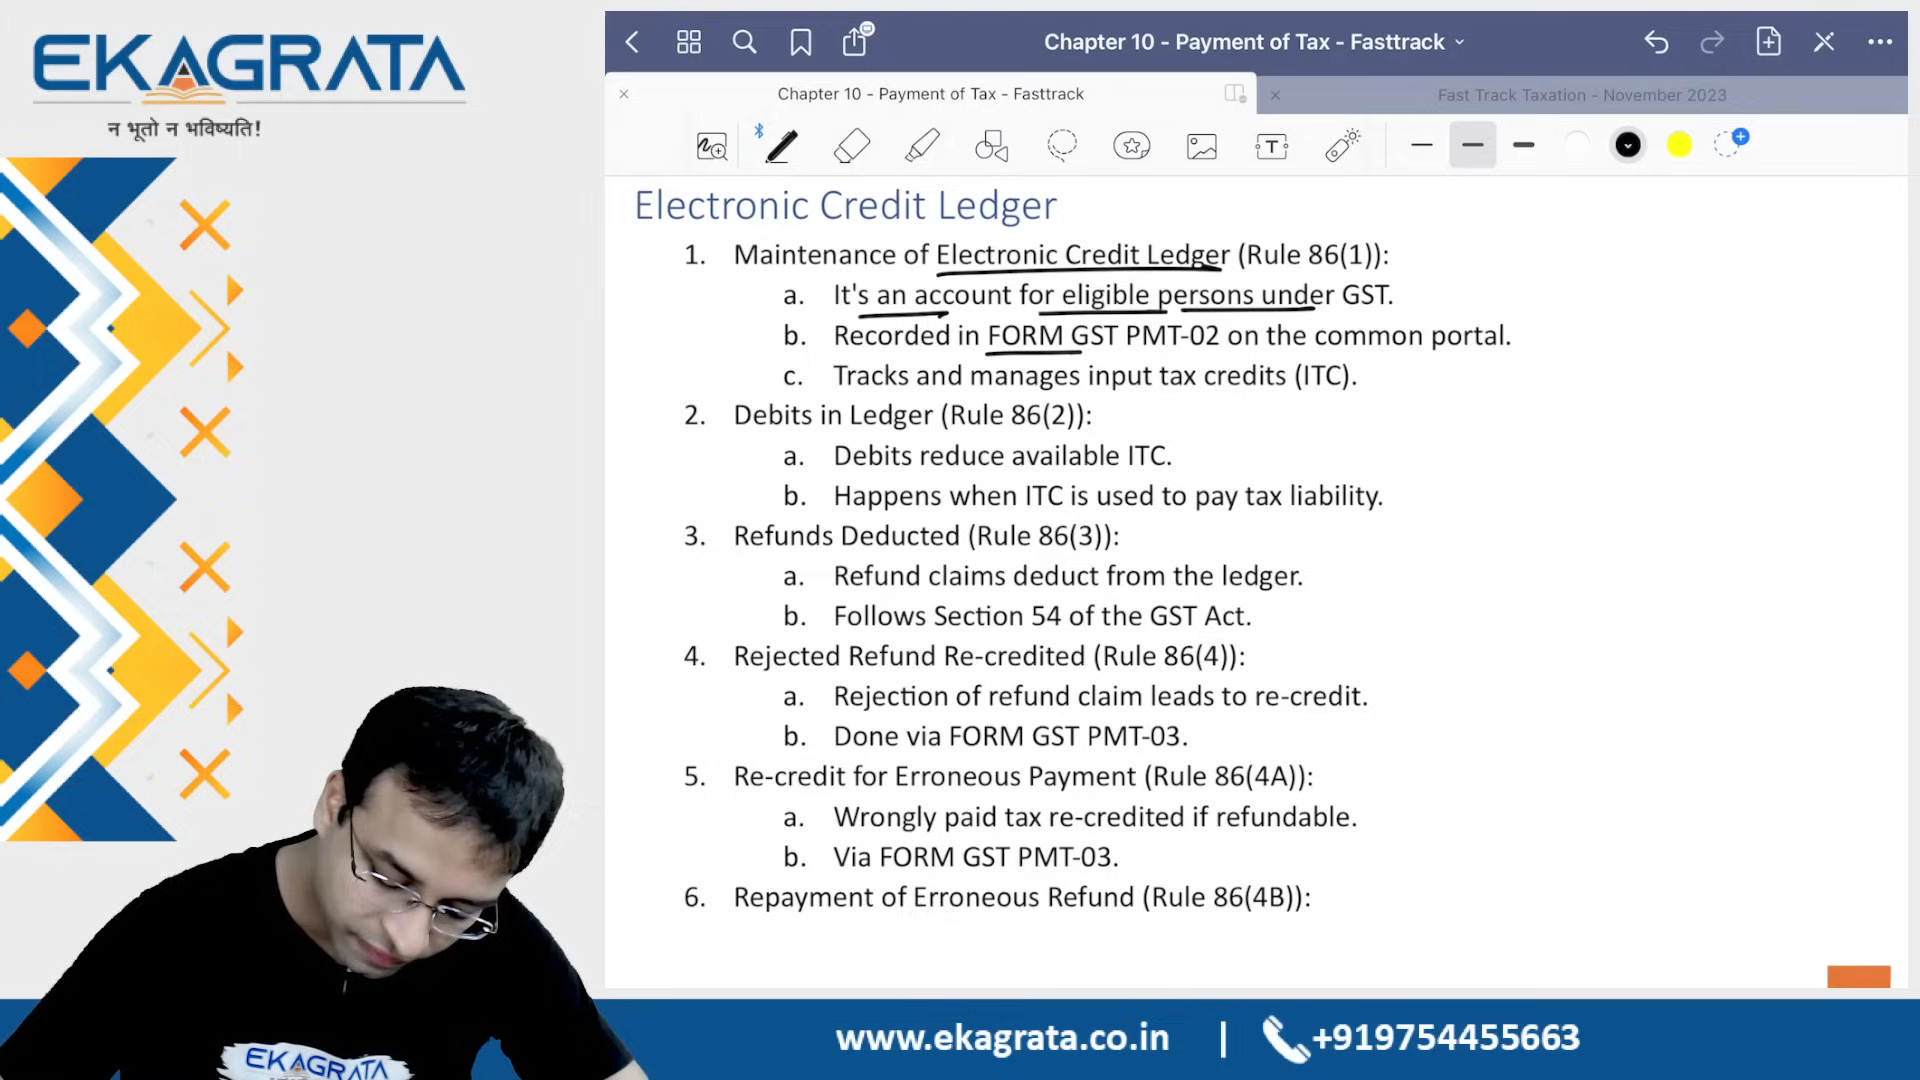 EKAGRATA
न भूतो न भविष्यति!
Chapter 10 - Payment of Tax - Fasttrack
Chapter 10 - Payment of Tax - Fasttrack
Fast Track Taxation - November 2023
T
Electronic Credit Ledger
1. Maintenance of Electronic Credit Ledger (Rule 86(1)):
a. It's an account for eligible persons under GST.
b. Recorded in FORM GST PMT-02 on the common portal.
c. Tracks and manages input tax credits (ITC).
2. Debits in Ledger (Rule 86(2)):
a. Debits reduce available ITC.
b. Happens when ITC is used to pay tax liability.
3. Refunds Deducted (Rule 86(3)):
a. Refund claims deduct from the ledger.
b. Follows Section 54 of the GST Act.
4. Rejected Refund Re-credited (Rule 86(4)):
a. Rejection of refund claim leads to re-credit.
b. Done via FORM GST PMT-03.
5. Re-credit for Erroneous Payment (Rule 86(4A)):
a. Wrongly paid tax re-credited if refundable.
b. Via FORM GST PMT-03.
6. Repayment of Erroneous Refund (Rule 86(4B)):
EKAGRATA
www.ekagrata.co.in | +919754455663